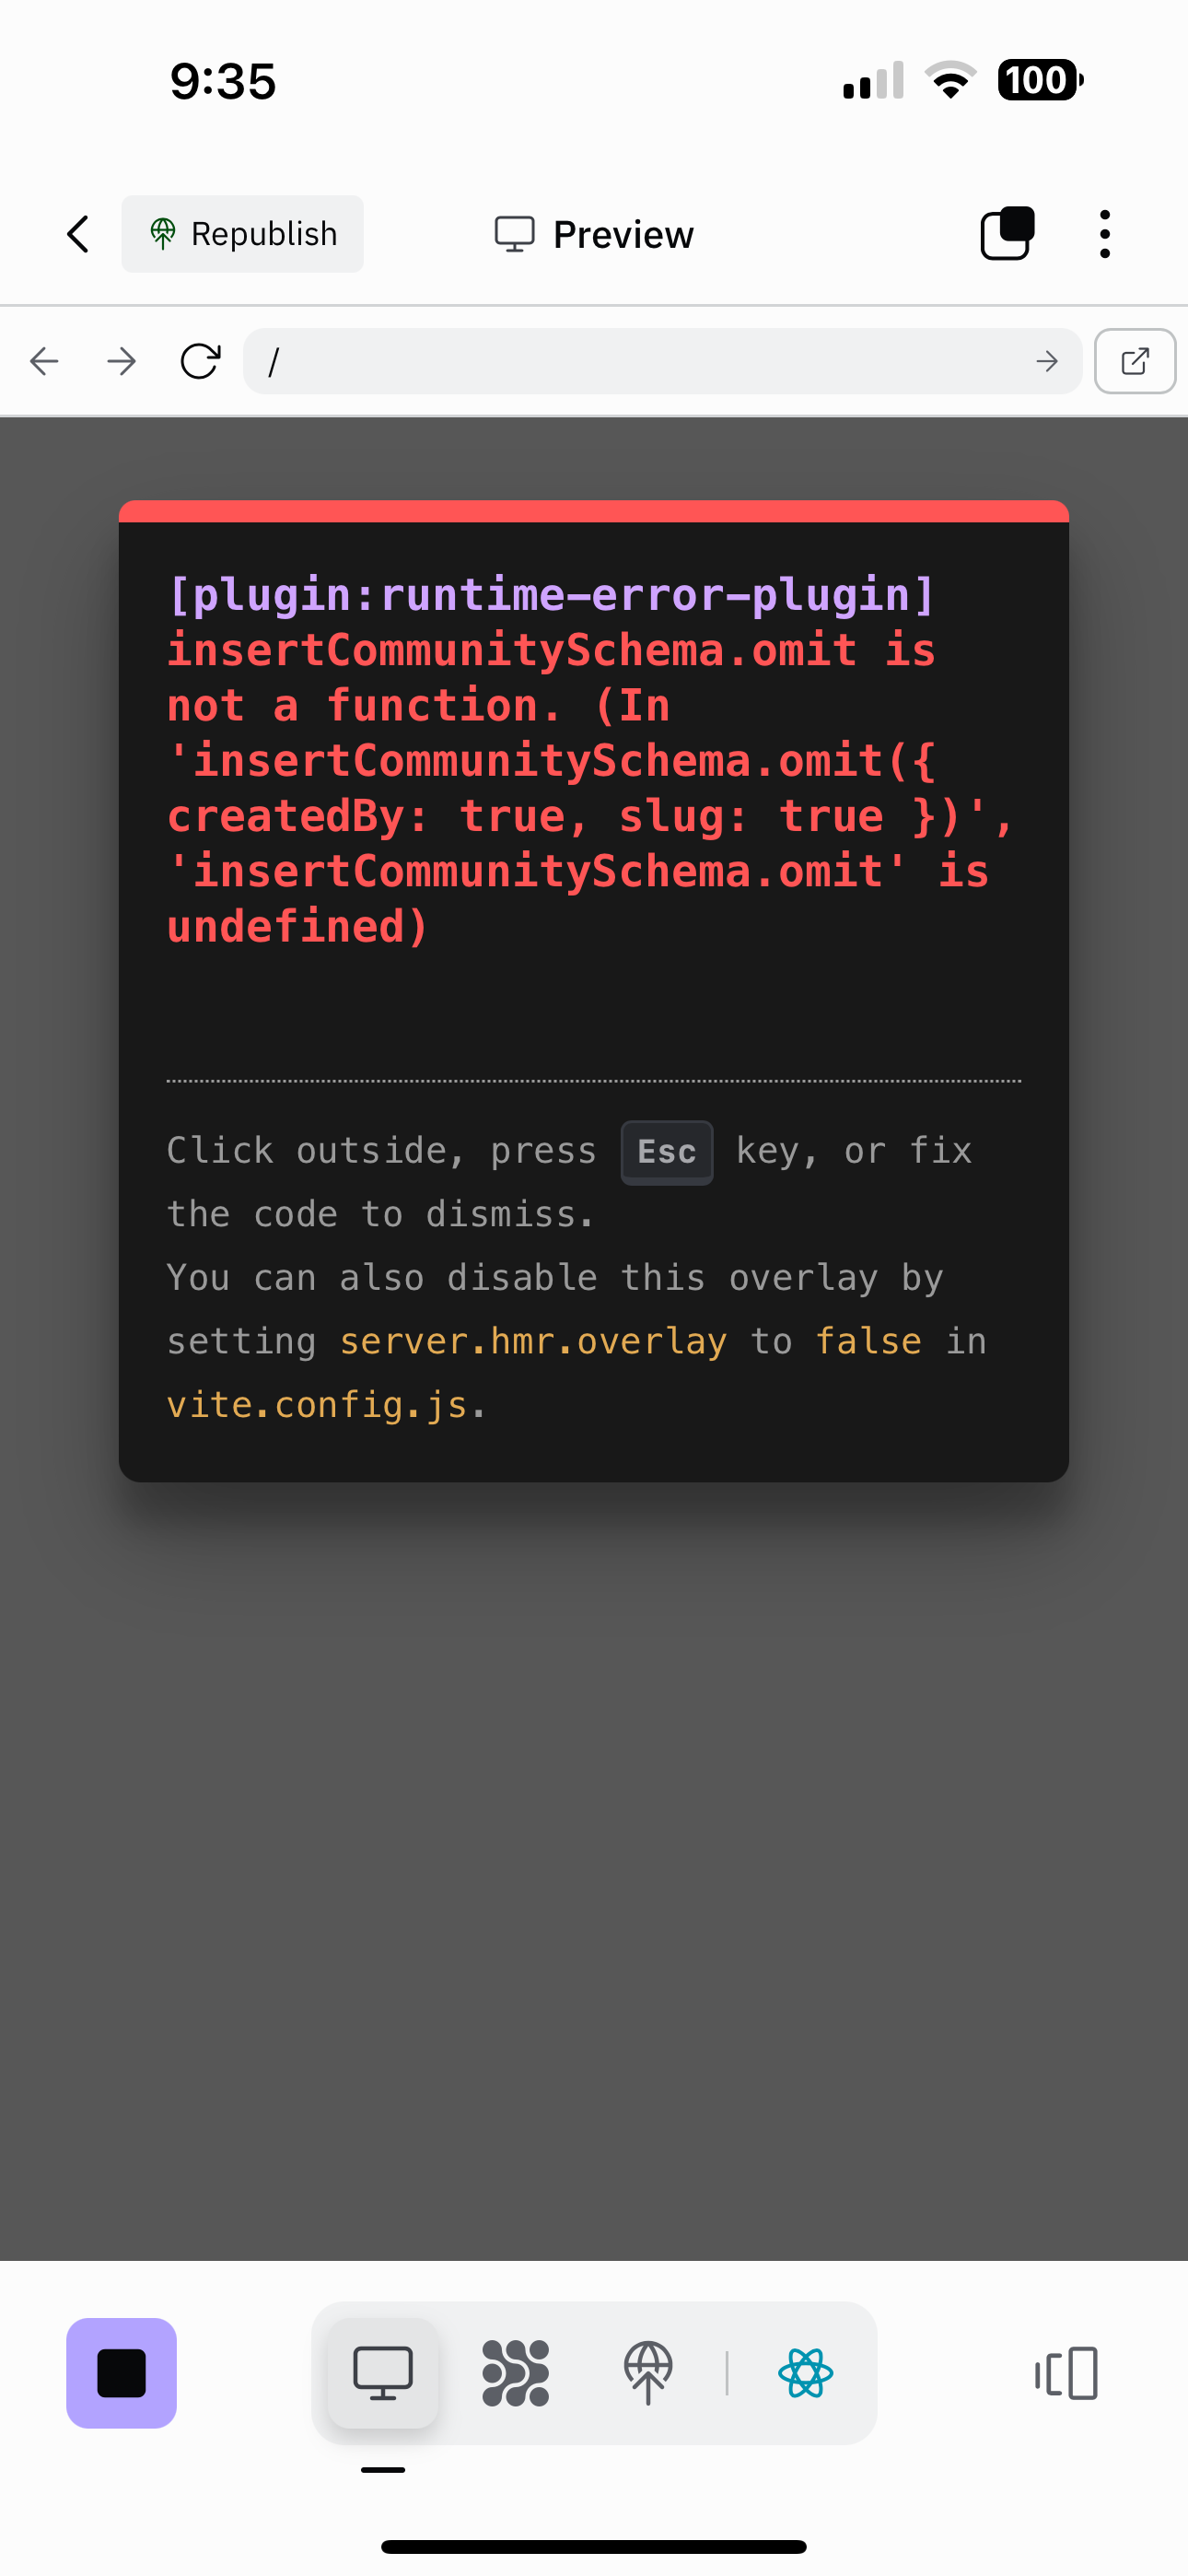 9:35
100
Republish
Preview
/
[plugin:runtime-error-plugin]
insertCommunitySchema.omit is
not a function. (In
'insertCommunitySchema.omit({
createdBy: true, slug: true })',
'insertCommunitySchema.omit' is
undefined)
Click outside, press Esc key, or fix
the code to dismiss.
You can also disable this overlay by
setting server.hmr.overlay to false in
vite.config.js.